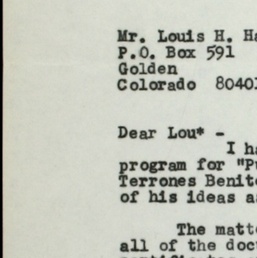 Mr. Louis H.
P.O. Box 591
Golden
Colorado 8040
Dear Lou* -
I ha
program for "P
Terrones Benit
of his ideas a
The matt
all of the doc